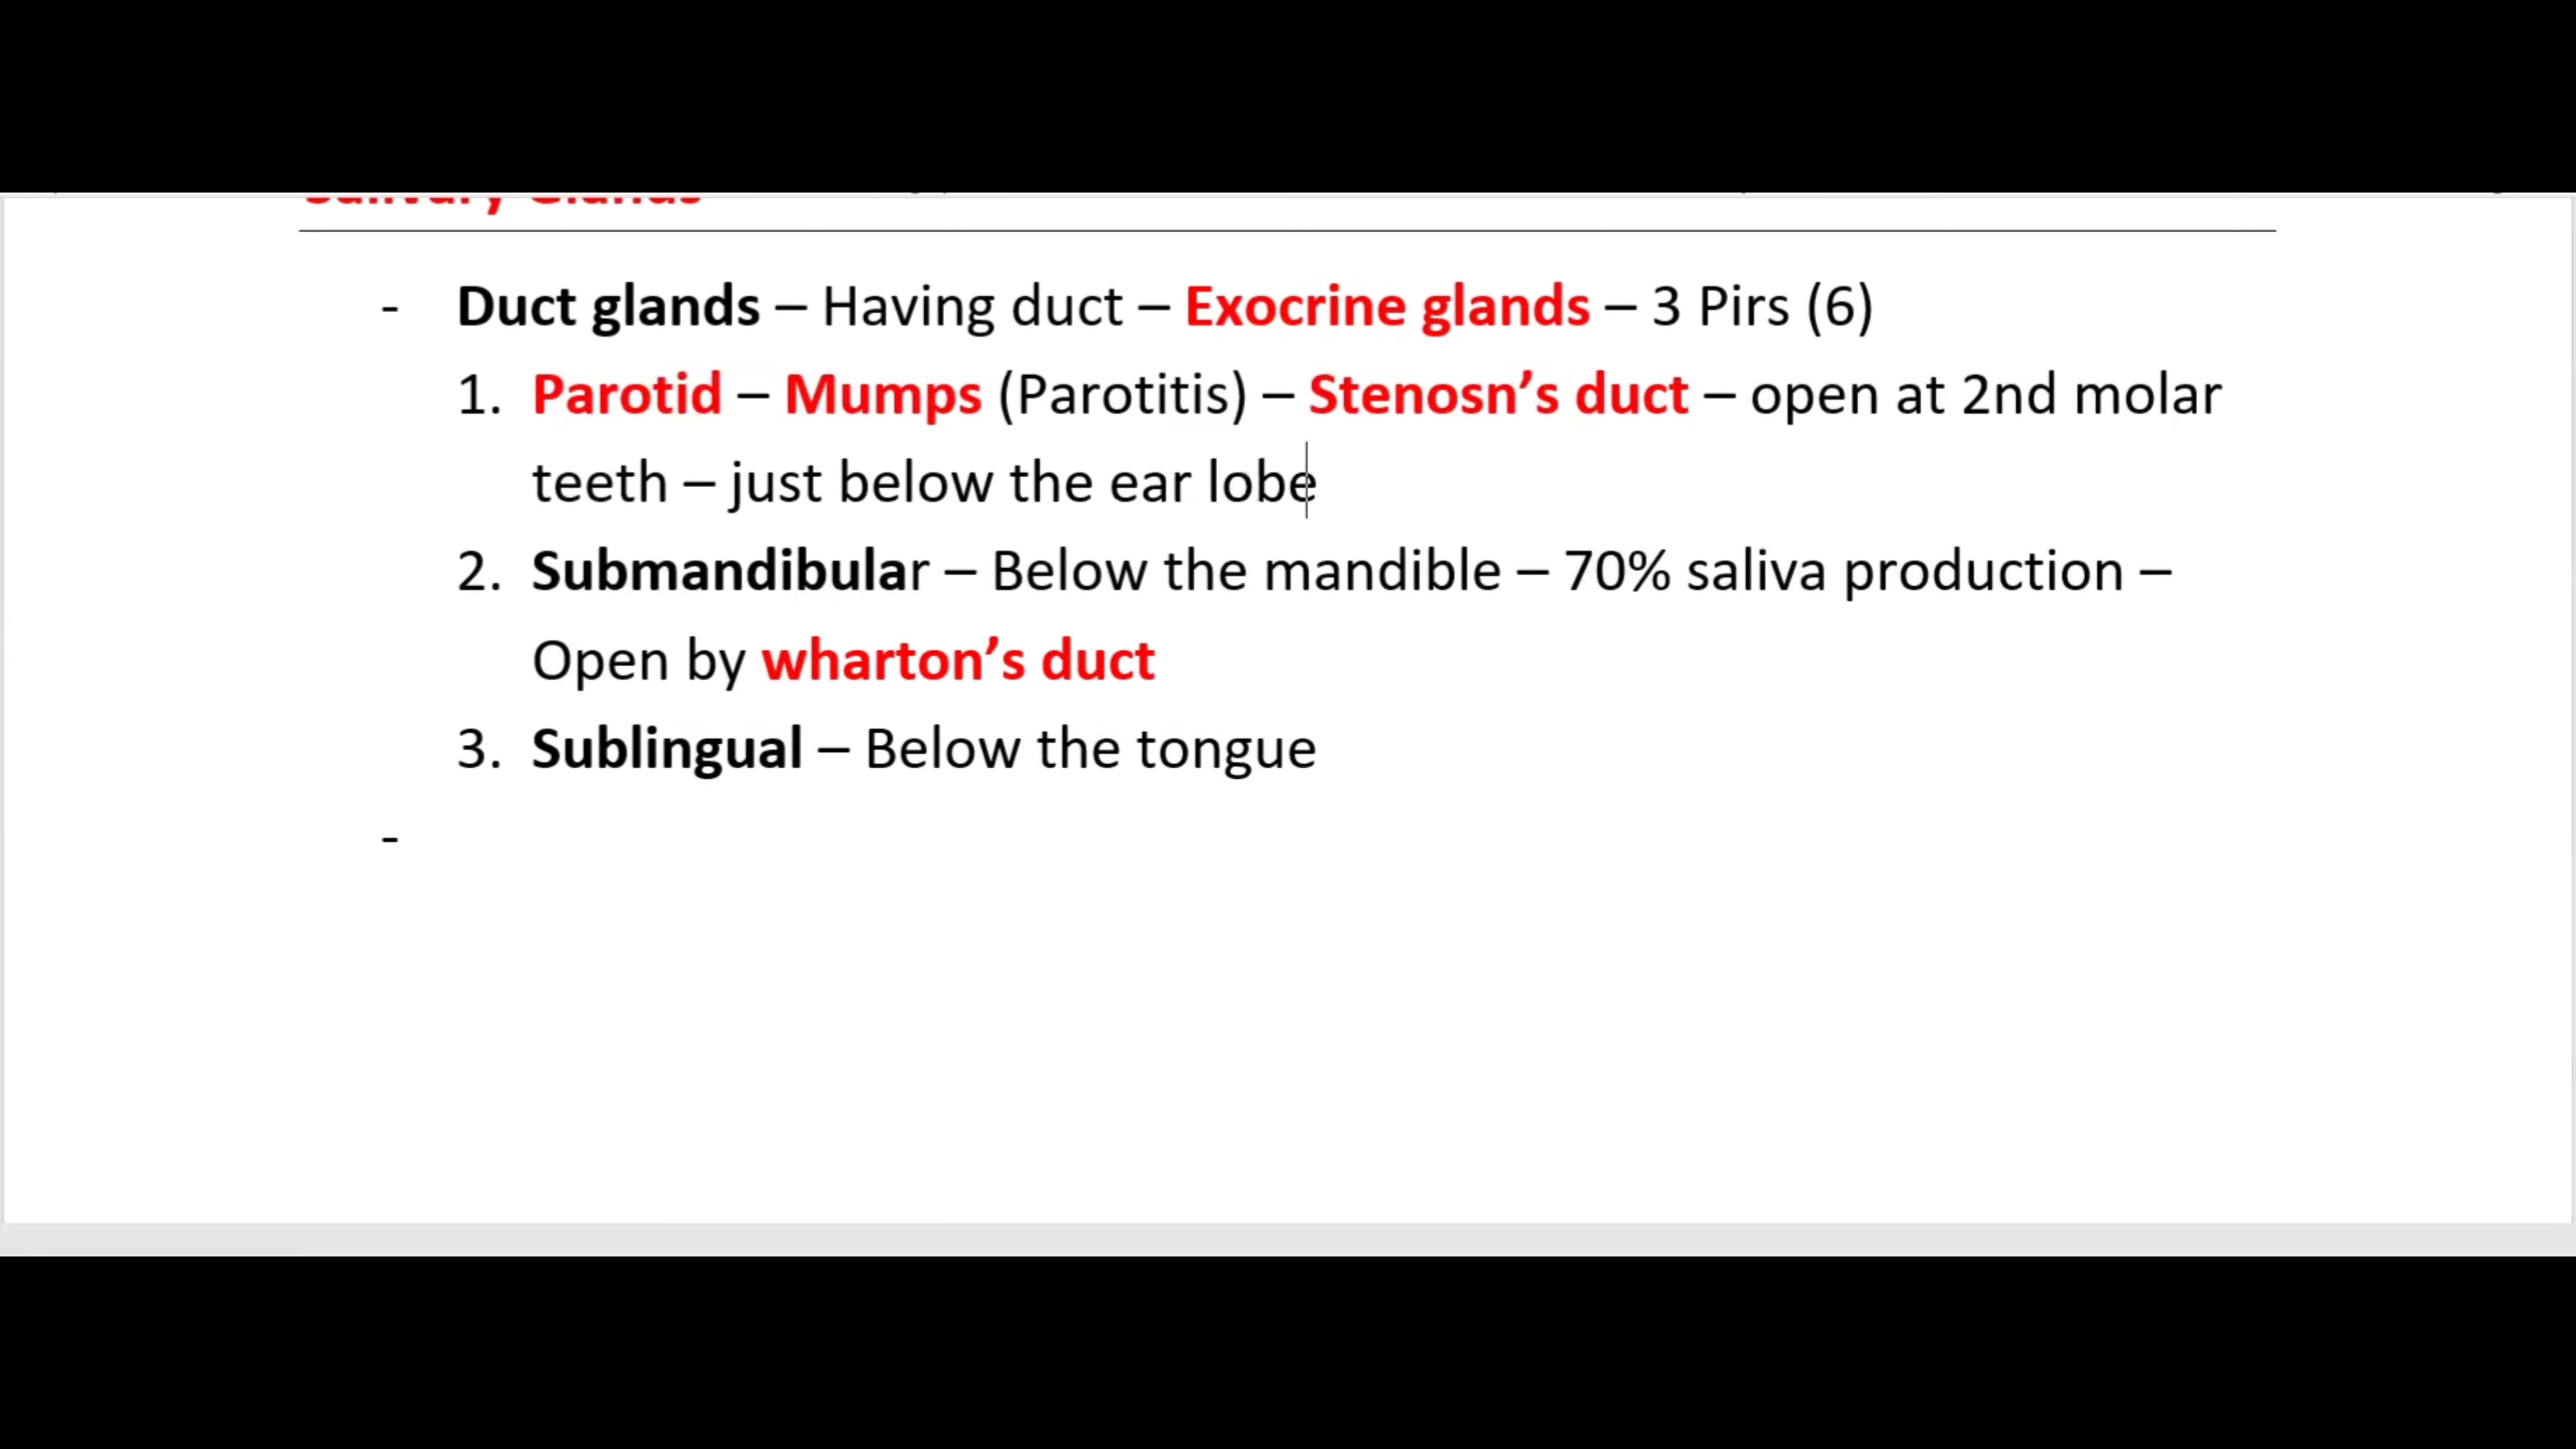 Salivary Glands
- Duct glands – Having duct – Exocrine glands – 3 Pirs (6)
1. Parotid – Mumps (Parotitis) – Stenosn’s duct – open at 2nd molar
teeth – just below the ear lobe
2. Submandibular – Below the mandible – 70% saliva production –
Open by wharton’s duct
3. Sublingual – Below the tongue
-